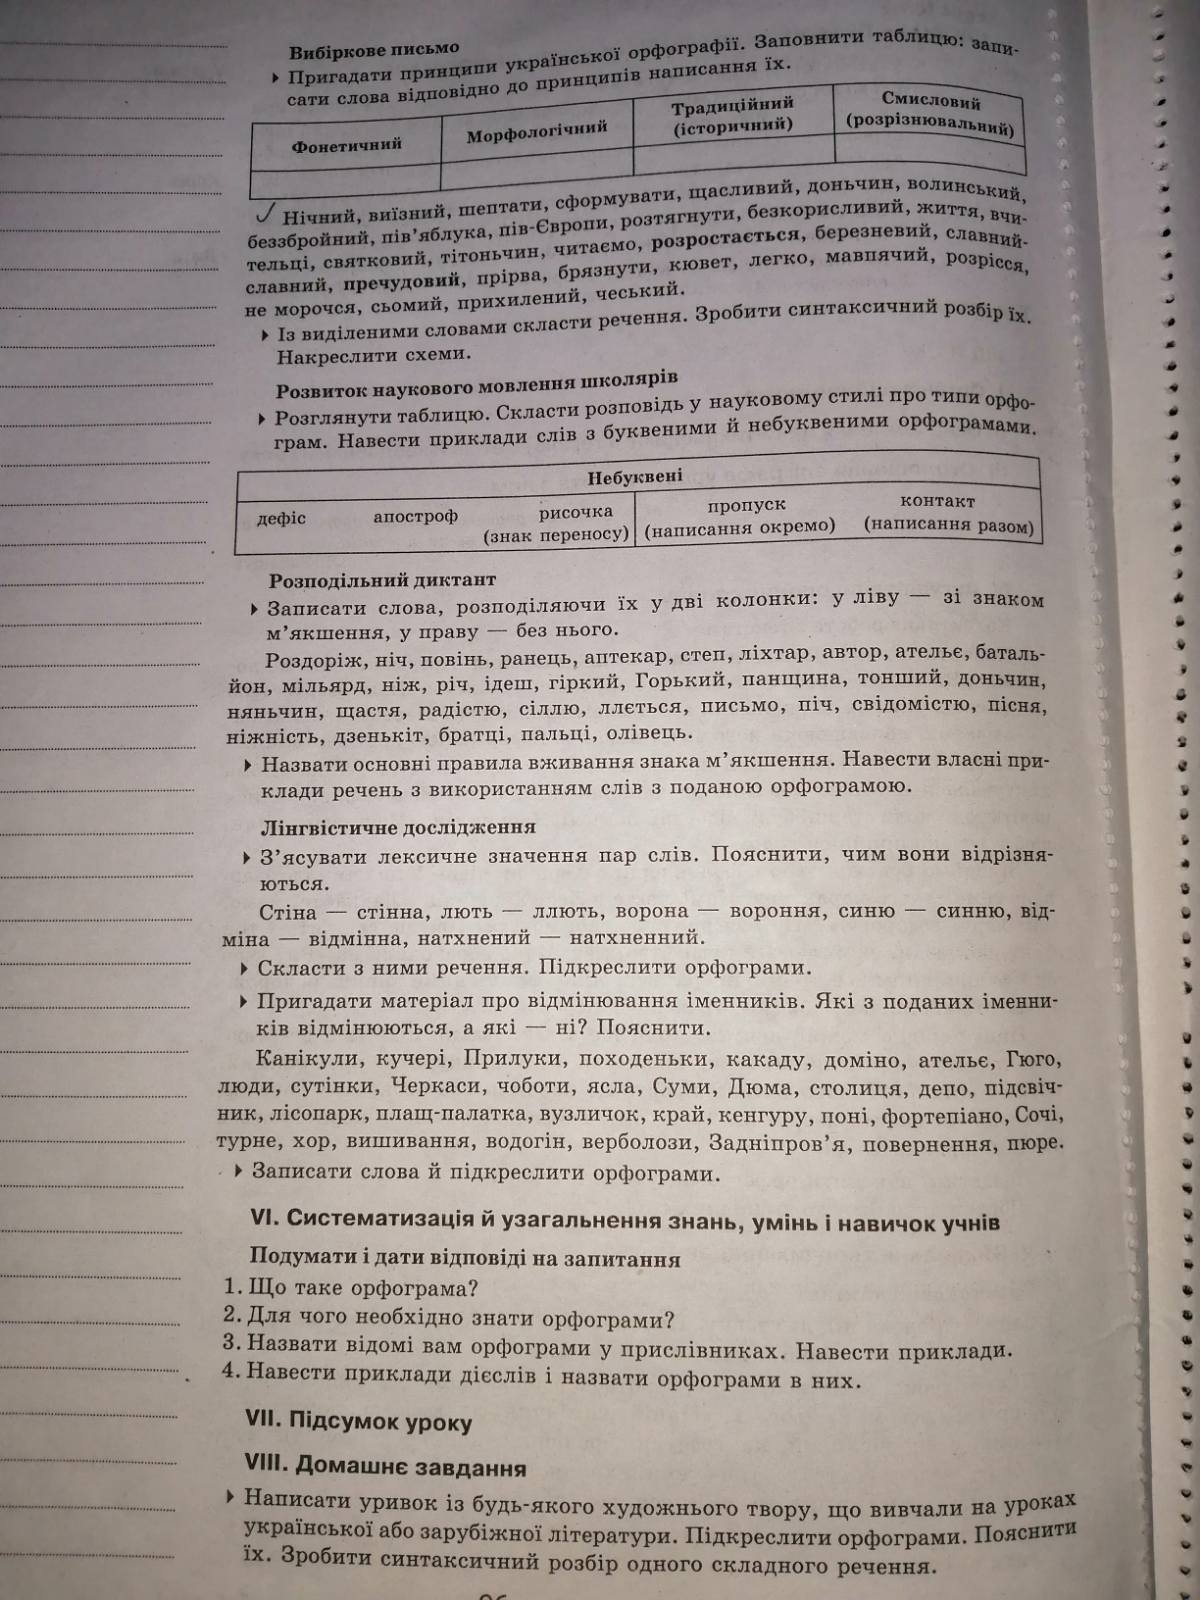 Вибіркове письмо
Пригадати принципи української орфографії. Заповнити таблицю: запи-
сати слова відповідно до принципів написання їх.
Фонетичний Морфологічний Традиційний (історичний) Смисловий (розрізнювальний)
Нічний, виїзний, шептати, сформувати, щасливий, доньчин, волинський,
беззбройний, пів’яблука, пів-Європи, розтягнути, безкорисливий, життя, вчи-
тельці, святковий, тітоньчин, читаємо, розростається, березневий, славний-
славний, пречудовий, прірва, брязнути, кювет, легко, мавпячий, розрісся,
не морочся, сьомий, прихилений, чеський.
Із виділеними словами скласти речення. Зробити синтаксичний розбір їх.
Накреслити схеми.
Розвиток наукового мовлення школярів
Розглянути таблицю. Скласти розповідь у науковому стилі про типи орфо-
грам. Навести приклади слів з буквеними й небуквеними орфограмами.
Небуквені
дефіс апостроф рисочка (знак переносу) пропуск (написання окремо) контакт (написання разом)
Розподільний диктант
Записати слова, розподіляючи їх у дві колонки: у ліву — зі знаком
м’якшення, у праву — без нього.
Роздоріж, ніч, повінь, ранець, аптекар, степ, ліхтар, автор, ательє, баталь-
йон, мільярд, ніж, річ, ідеш, гіркий, Горький, панщина, тонший, доньчин,
няньчин, щастя, радістю, сіллю, ллється, письмо, піч, свідомістю, пісня,
ніжність, дзенькіт, братці, пальці, олівець.
Назвати основні правила вживання знака м’якшення. Навести власні при-
клади речень з використанням слів з поданою орфограмою.
Лінгвістичне дослідження
З’ясувати лексичне значення пар слів. Пояснити, чим вони відрізня-
ються.
Стіна — стінна, лють — ллють, ворона — вороння, синю — синню, від-
міна — відмінна, натхнений — натхненний.
Скласти з ними речення. Підкреслити орфограми.
Пригадати матеріал про відмінювання іменників. Які з поданих іменни-
ків відмінюються, а які — ні? Пояснити.
Канікули, кучері, Прилуки, походеньки, какаду, доміно, ательє, Гюго,
люди, сутінки, Черкаси, чоботи, ясла, Суми, Дюма, столиця, депо, підсвіч-
ник, лісопарк, плащ-палатка, вузличок, край, кенгуру, поні, фортепіано, Сочі,
турне, хор, вишивання, водогін, верболози, Задніпров’я, повернення, пюре.
Записати слова й підкреслити орфограми.
VI. Систематизація й узагальнення знань, умінь і навичок учнів
Подумати і дати відповіді на запитання
1. Що таке орфограма?
2. Для чого необхідно знати орфограми?
3. Назвати відомі вам орфограми у прислівниках. Навести приклади.
4. Навести приклади дієслів і назвати орфограми в них.
VII. Підсумок уроку
VIII. Домашнє завдання
Написати уривок із будь-якого художнього твору, що вивчали на уроках
української або зарубіжної літератури. Підкреслити орфограми. Пояснити
їх. Зробити синтаксичний розбір одного складного речення.